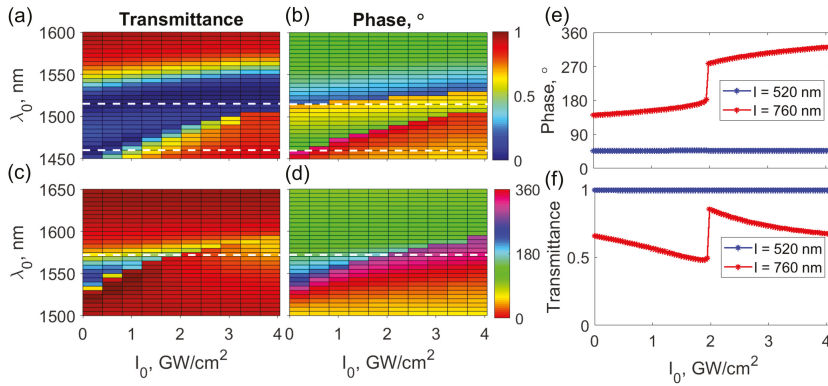 (a) Transmittance
(b) Phase, °
λ0, nm
1600
1550
1500
1450
1
0.5
0
(c)
(d)
λ0, nm
1650
1600
1550
1500
360
180
0
0 1 2 3 4
0 1 2 3 4
I0, GW/cm2
I0, GW/cm2
(e)
Phase, °
360
270
180
90
0
l = 520 nm
l = 760 nm
(f)
Transmittance
1
0.5
0
l = 520 nm
l = 760 nm
0 1 2 3 4
I0, GW/cm2